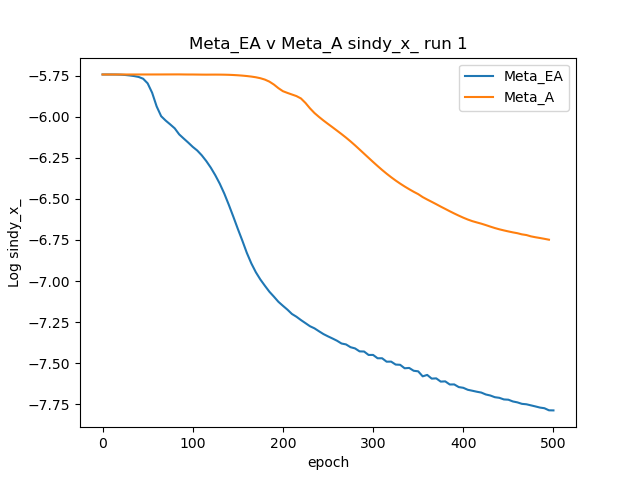 Meta_EA v Meta_A sindy_x_ run 1
Meta_EA
Meta_A
Log sindy_x_
−5.75
−6.00
−6.25
−6.50
−6.75
−7.00
−7.25
−7.50
−7.75
0 100 200 300 400 500
epoch